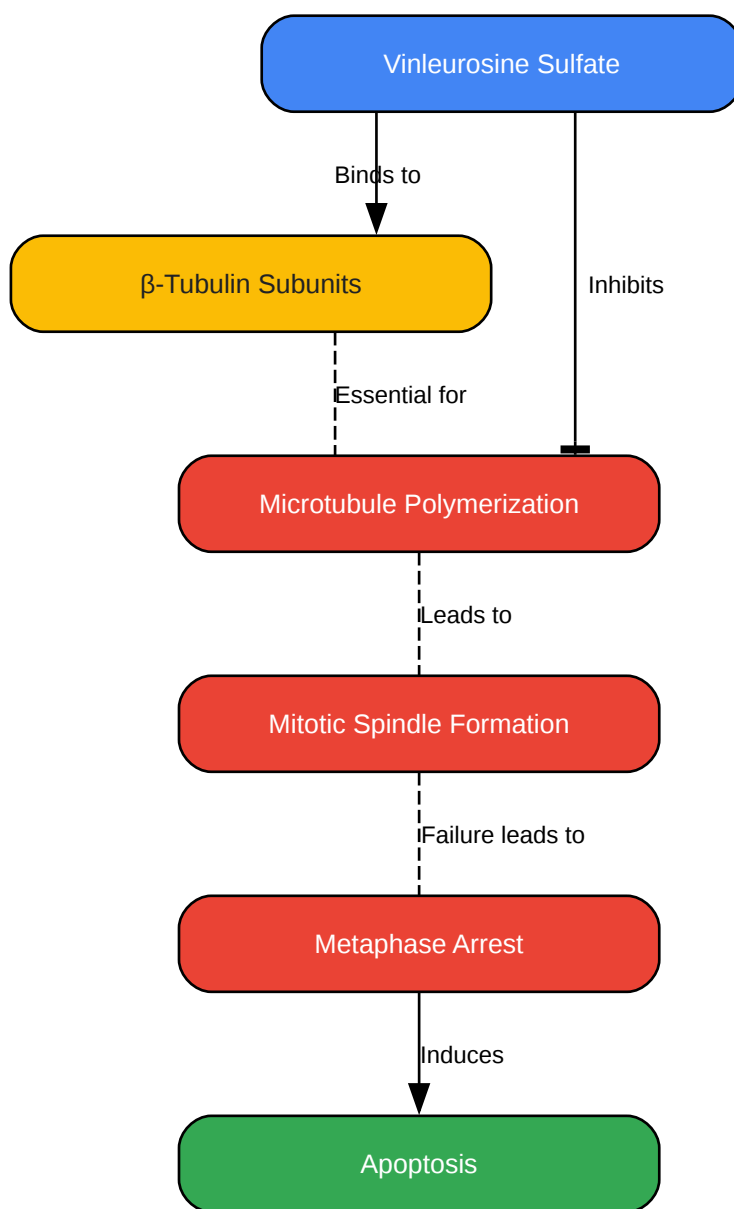 Vinleurosine Sulfate
Binds to
β-Tubulin Subunits
Inhibits
Essential for
Microtubule Polymerization
Leads to
Mitotic Spindle Formation
Failure leads to
Metaphase Arrest
Induces
Apoptosis